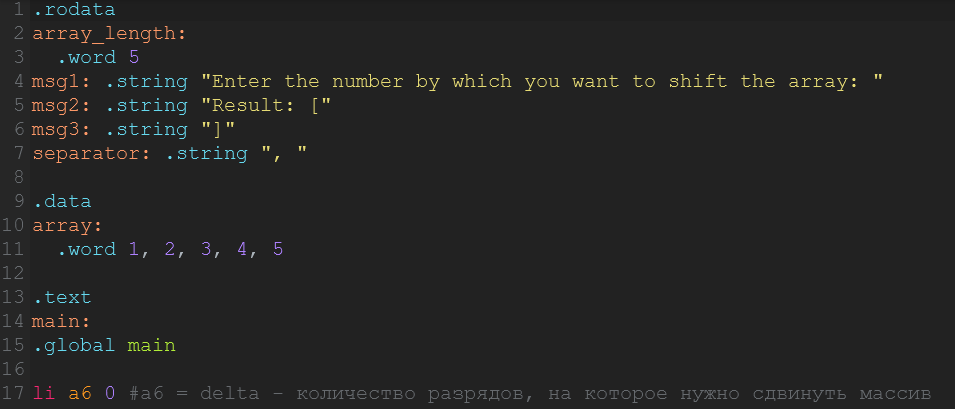 1 .rodata
2 array_length:
3   .word 5
4 msg1: .string "Enter the number by which you want to shift the array: "
5 msg2: .string "Result: ["
6 msg3: .string "]"
7 separator: .string ", "
8
9 .data
10 array:
11   .word 1, 2, 3, 4, 5
12
13 .text
14 main:
15 .global main
16
17 li a6 0 #a6 = delta - количество разрядов, на которое нужно сдвинуть массив